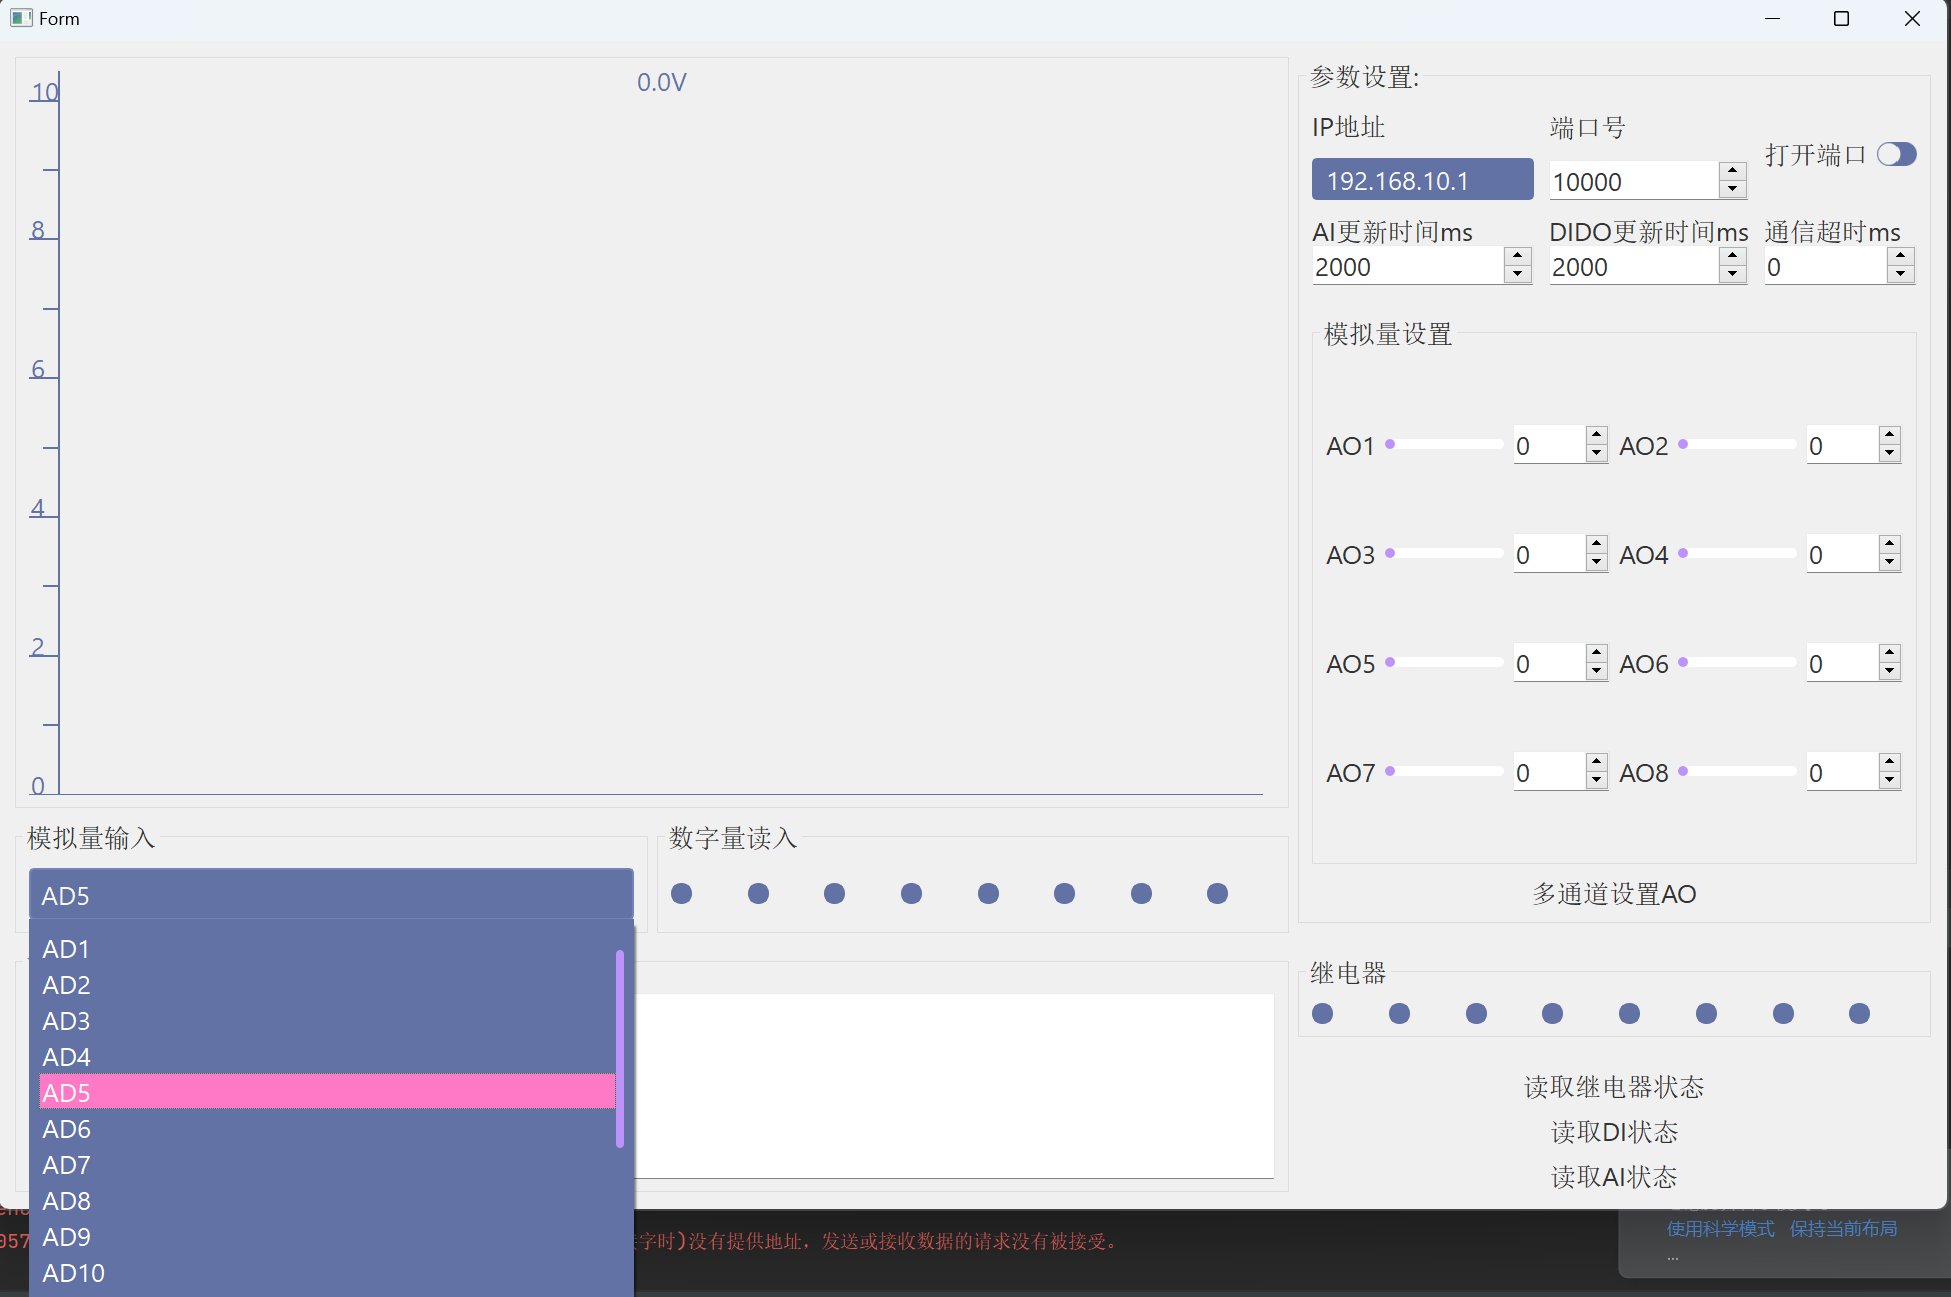 Form
0.0V
10
8
6
4
2
0
参数设置:
IP地址
端口号
打开端口
192.168.10.1
10000
AI更新时间ms
DIDO更新时间ms
通信超时ms
2000
2000
0
模拟量设置
AO1 0 AO2 0
AO3 0 AO4 0
AO5 0 AO6 0
AO7 0 AO8 0
多通道设置AO
模拟量输入
AD5
AD1
AD2
AD3
AD4
AD5
AD6
AD7
AD8
AD9
AD10
数字量读入
继电器
读取继电器状态
读取DI状态
读取AI状态
057
字时)没有提供地址，发送或接收数据的请求没有被接受。
使用科学模式 保持当前布局
...